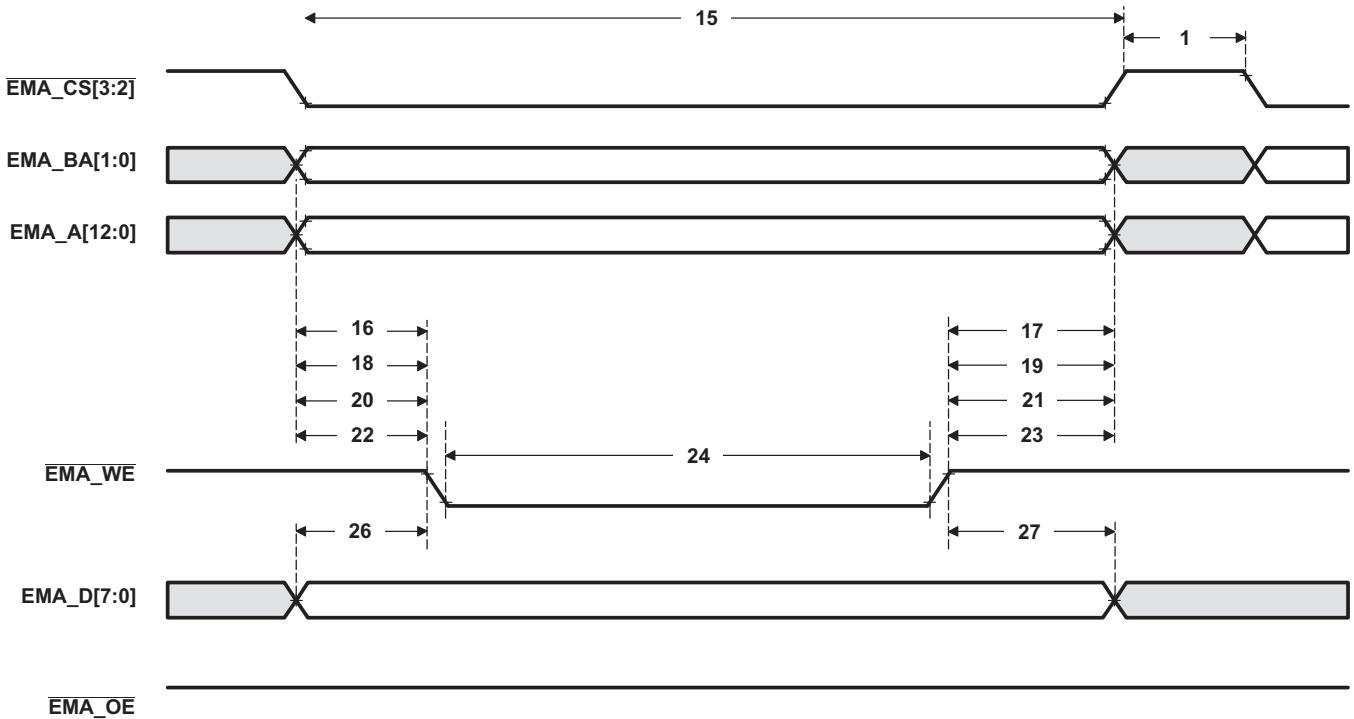 15
1
EMA_CS[3:2]
EMA_BA[1:0]
EMA_A[12:0]
16
17
18
19
20
21
22
23
24
EMA_WE
26
27
EMA_D[7:0]
EMA_OE